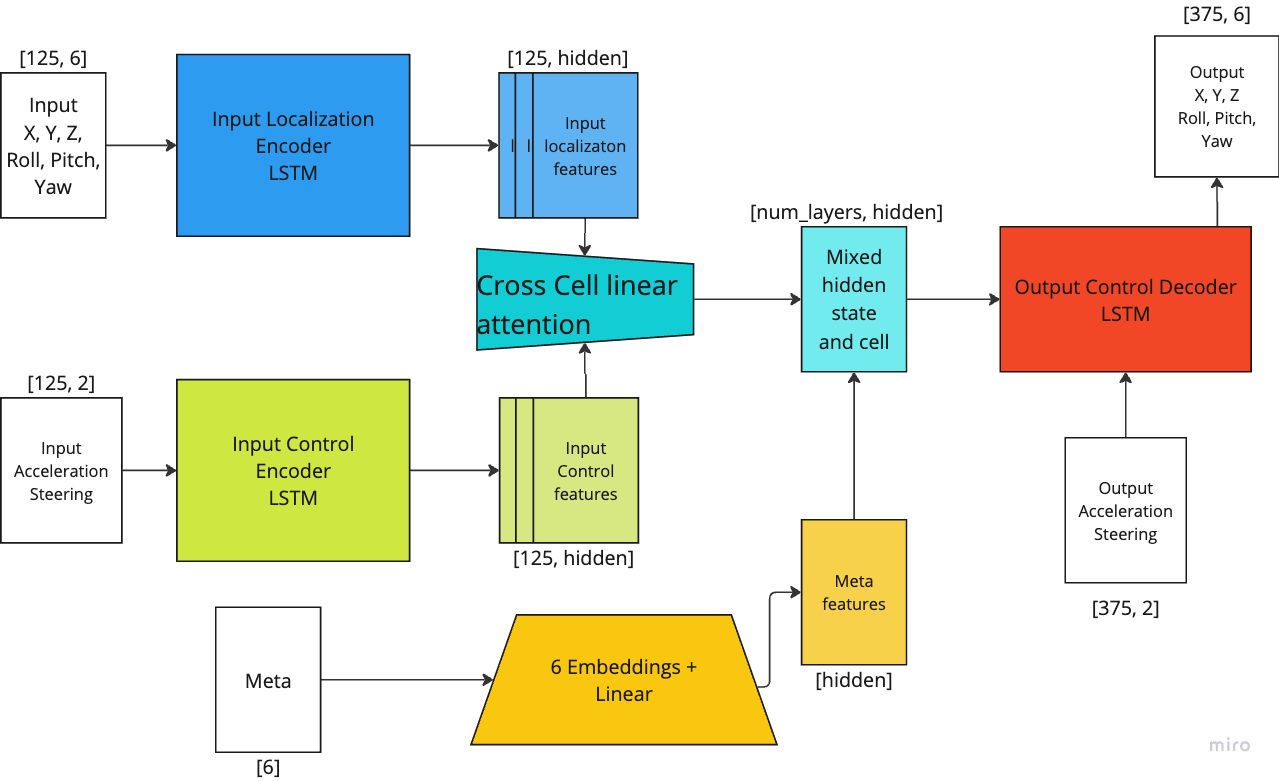 [125, 6]
Input
X, Y, Z,
Roll, Pitch,
Yaw
Input Localization
Encoder
LSTM
[125, hidden]
I
I
Input
localizaton
features
Cross Cell linear
attention
[125, 2]
Input
Acceleration
Steering
Input Control
Encoder
LSTM
Input
Control
features
[125, hidden]
Meta
[6]
6 Embeddings +
Linear
Meta
features
[hidden]
[num_layers, hidden]
Mixed
hidden
state
and cell
Output Control Decoder
LSTM
[375, 6]
Output
X, Y, Z
Roll, Pitch,
Yaw
Output
Acceleration
Steering
[375, 2]
miro